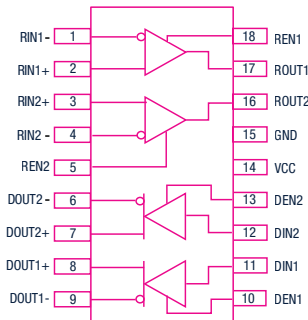 RIN1- 1 18 REN1
RIN1+ 2 17 ROUT1
RIN2+ 3 16 ROUT2
RIN2- 4 15 GND
REN2 5 14 VCC
DOUT2- 6 13 DEN2
DOUT2+ 7 12 DIN2
DOUT1+ 8 11 DIN1
DOUT1- 9 10 DEN1